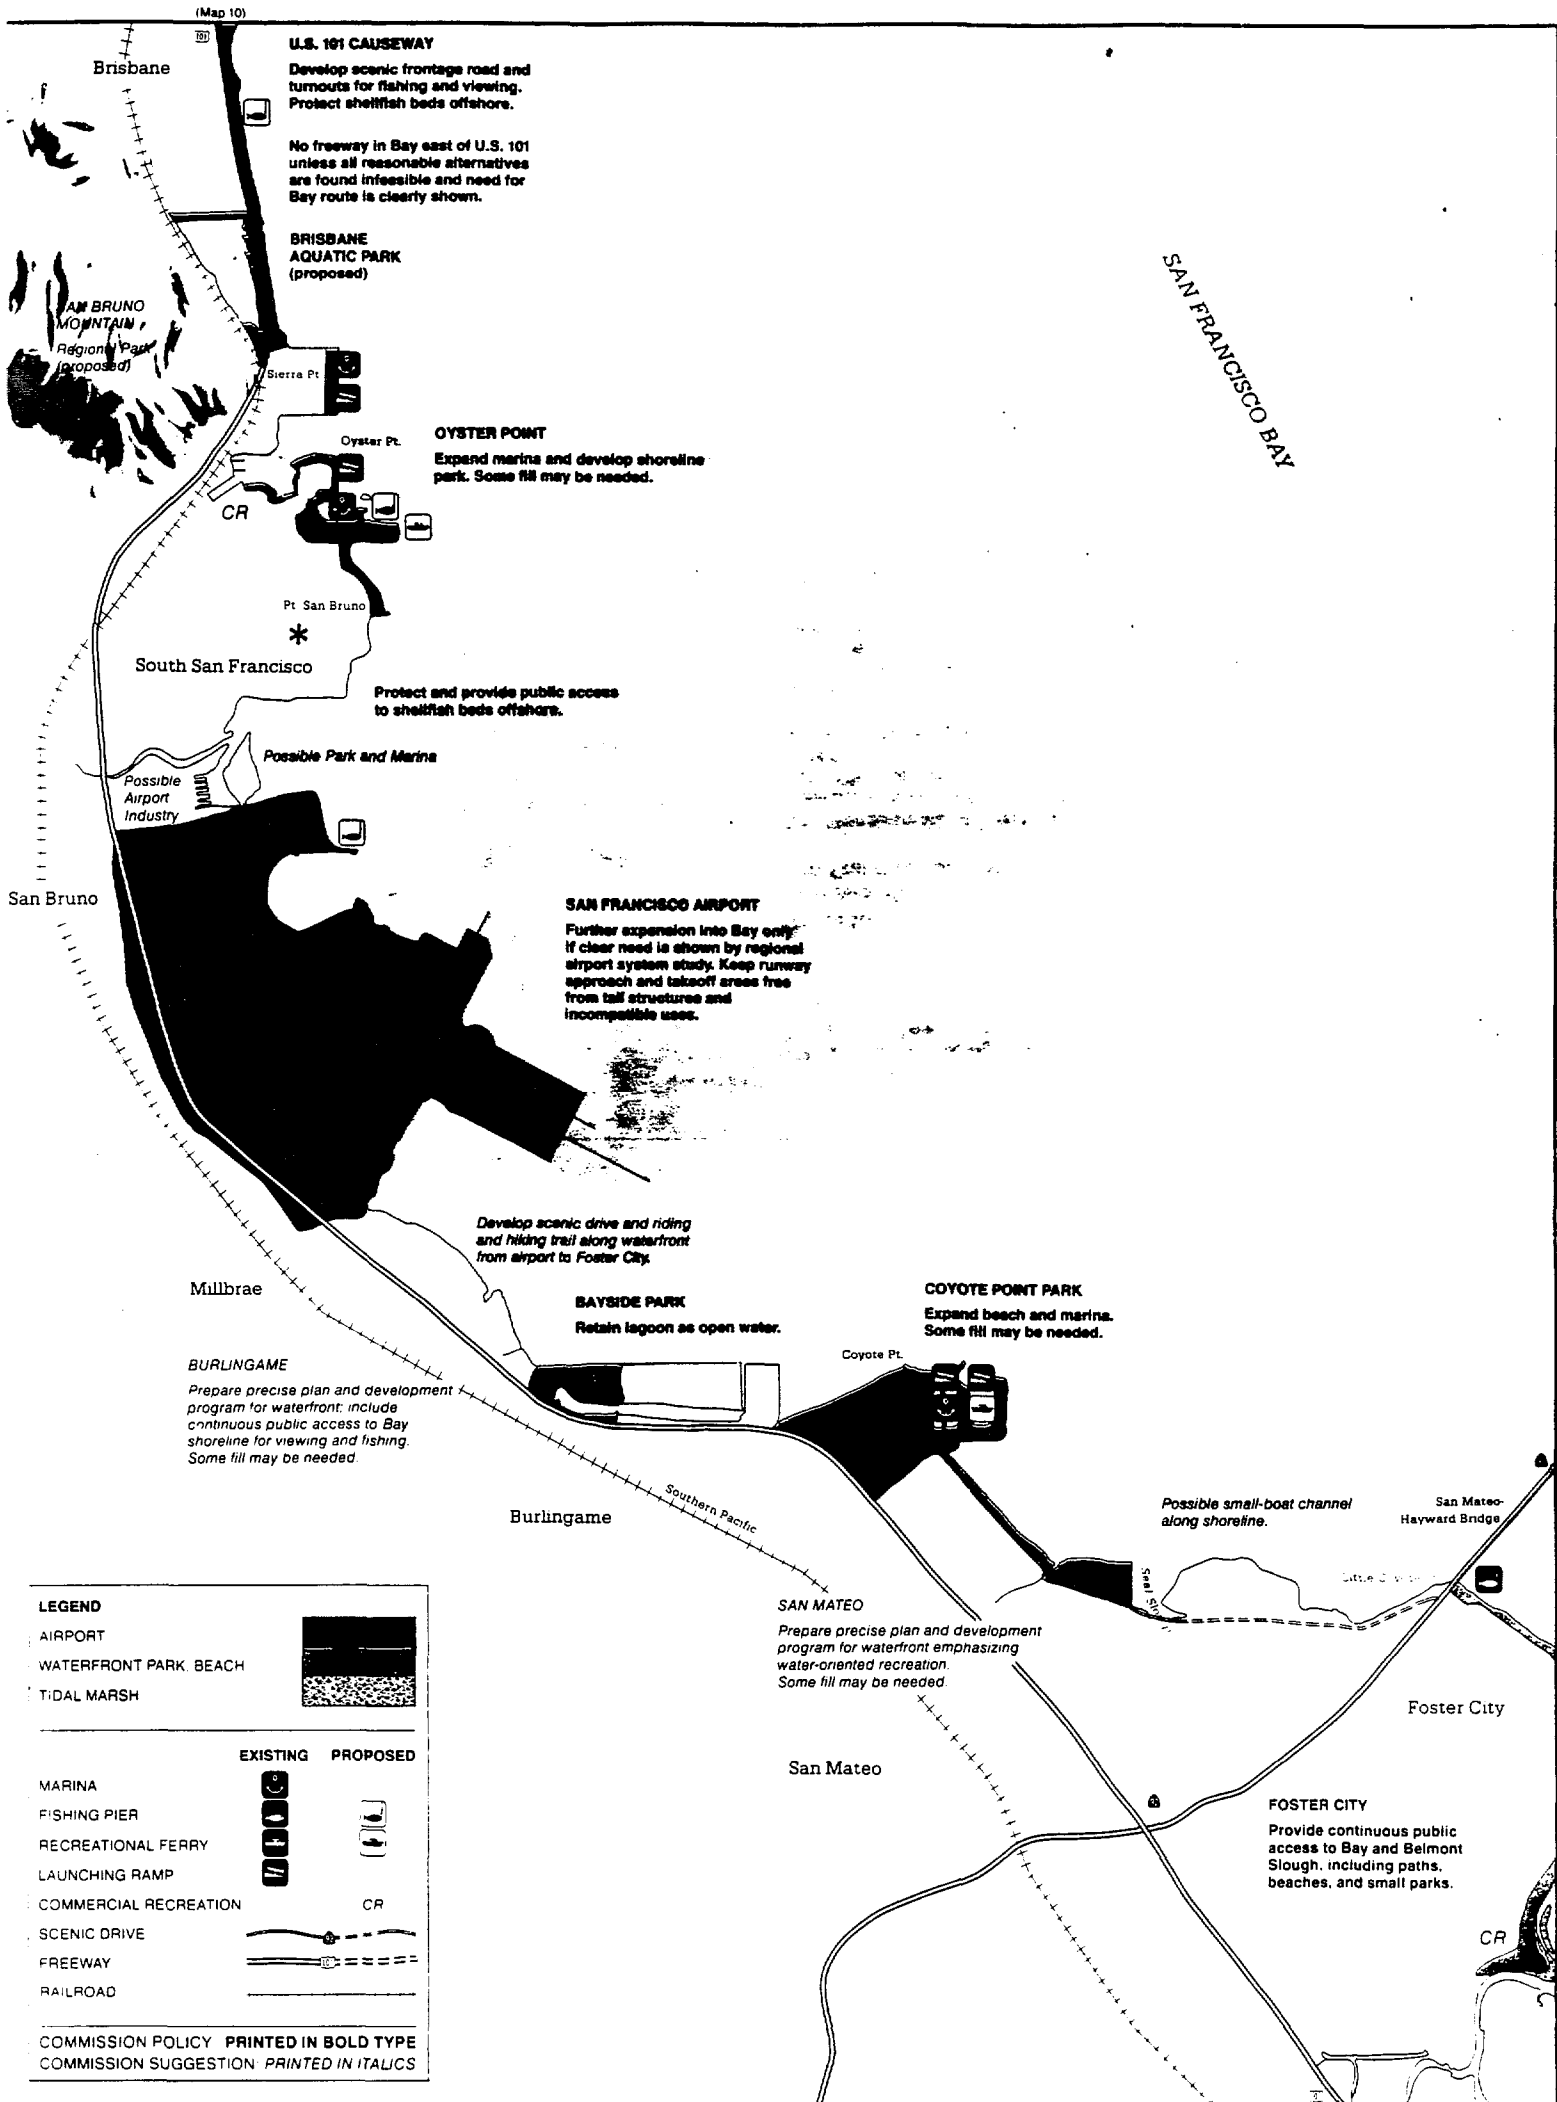 (Map 10)
101
Brisbane
U.S. 101 CAUSEWAY
Develop scenic frontage road and
turnouts for fishing and viewing.
Protect shellfish beds offshore.
No freeway in Bay east of U.S. 101
unless all reasonable alternatives
are found infeasible and need for
Bay route is clearly shown.
BRISBANE
AQUATIC PARK
(proposed)
SAN FRANCISCO BAY
AN BRUNO
MOUNTAIN
Regional Park
(proposed)
Sierra Pt
Oyster Pt.
OYSTER POINT
Expand marina and develop shoreline
park. Some fill may be needed.
CR
Pt San Bruno
South San Francisco
Protect and provide public access
to shellfish beds offshore.
Possible Park and Marina
Possible
Airport
Industry
San Bruno
SAN FRANCISCO AIRPORT
Further expansion into Bay only
if clear need is shown by regional
airport system study. Keep runway
approach and takeoff areas free
from tall structures and
incompatible uses.
Develop scenic drive and riding
and hiking trail along waterfront
from airport to Foster City.
Millbrae
BAYSIDE PARK
Retain lagoon as open water.
COYOTE POINT PARK
Expand beach and marina.
Some fill may be needed.
Coyote Pt.
BURLINGAME
Prepare precise plan and development
program for waterfront: include
continuous public access to Bay
shoreline for viewing and fishing.
Some fill may be needed.
Southern Pacific
Burlingame
Possible small-boat channel
along shoreline.
San Mateo-
Hayward Bridge
Seal
SAN MATEO
Prepare precise plan and development
program for waterfront emphasizing
water-oriented recreation.
Some fill may be needed.
Foster City
San Mateo
FOSTER CITY
Provide continuous public
access to Bay and Belmont
Slough, including paths,
beaches, and small parks.
CR
LEGEND
AIRPORT
WATERFRONT PARK, BEACH
TIDAL MARSH
EXISTING PROPOSED
MARINA
FISHING PIER
RECREATIONAL FERRY
LAUNCHING RAMP
COMMERCIAL RECREATION CR
SCENIC DRIVE
FREEWAY
RAILROAD
COMMISSION POLICY PRINTED IN BOLD TYPE
COMMISSION SUGGESTION: PRINTED IN ITALICS